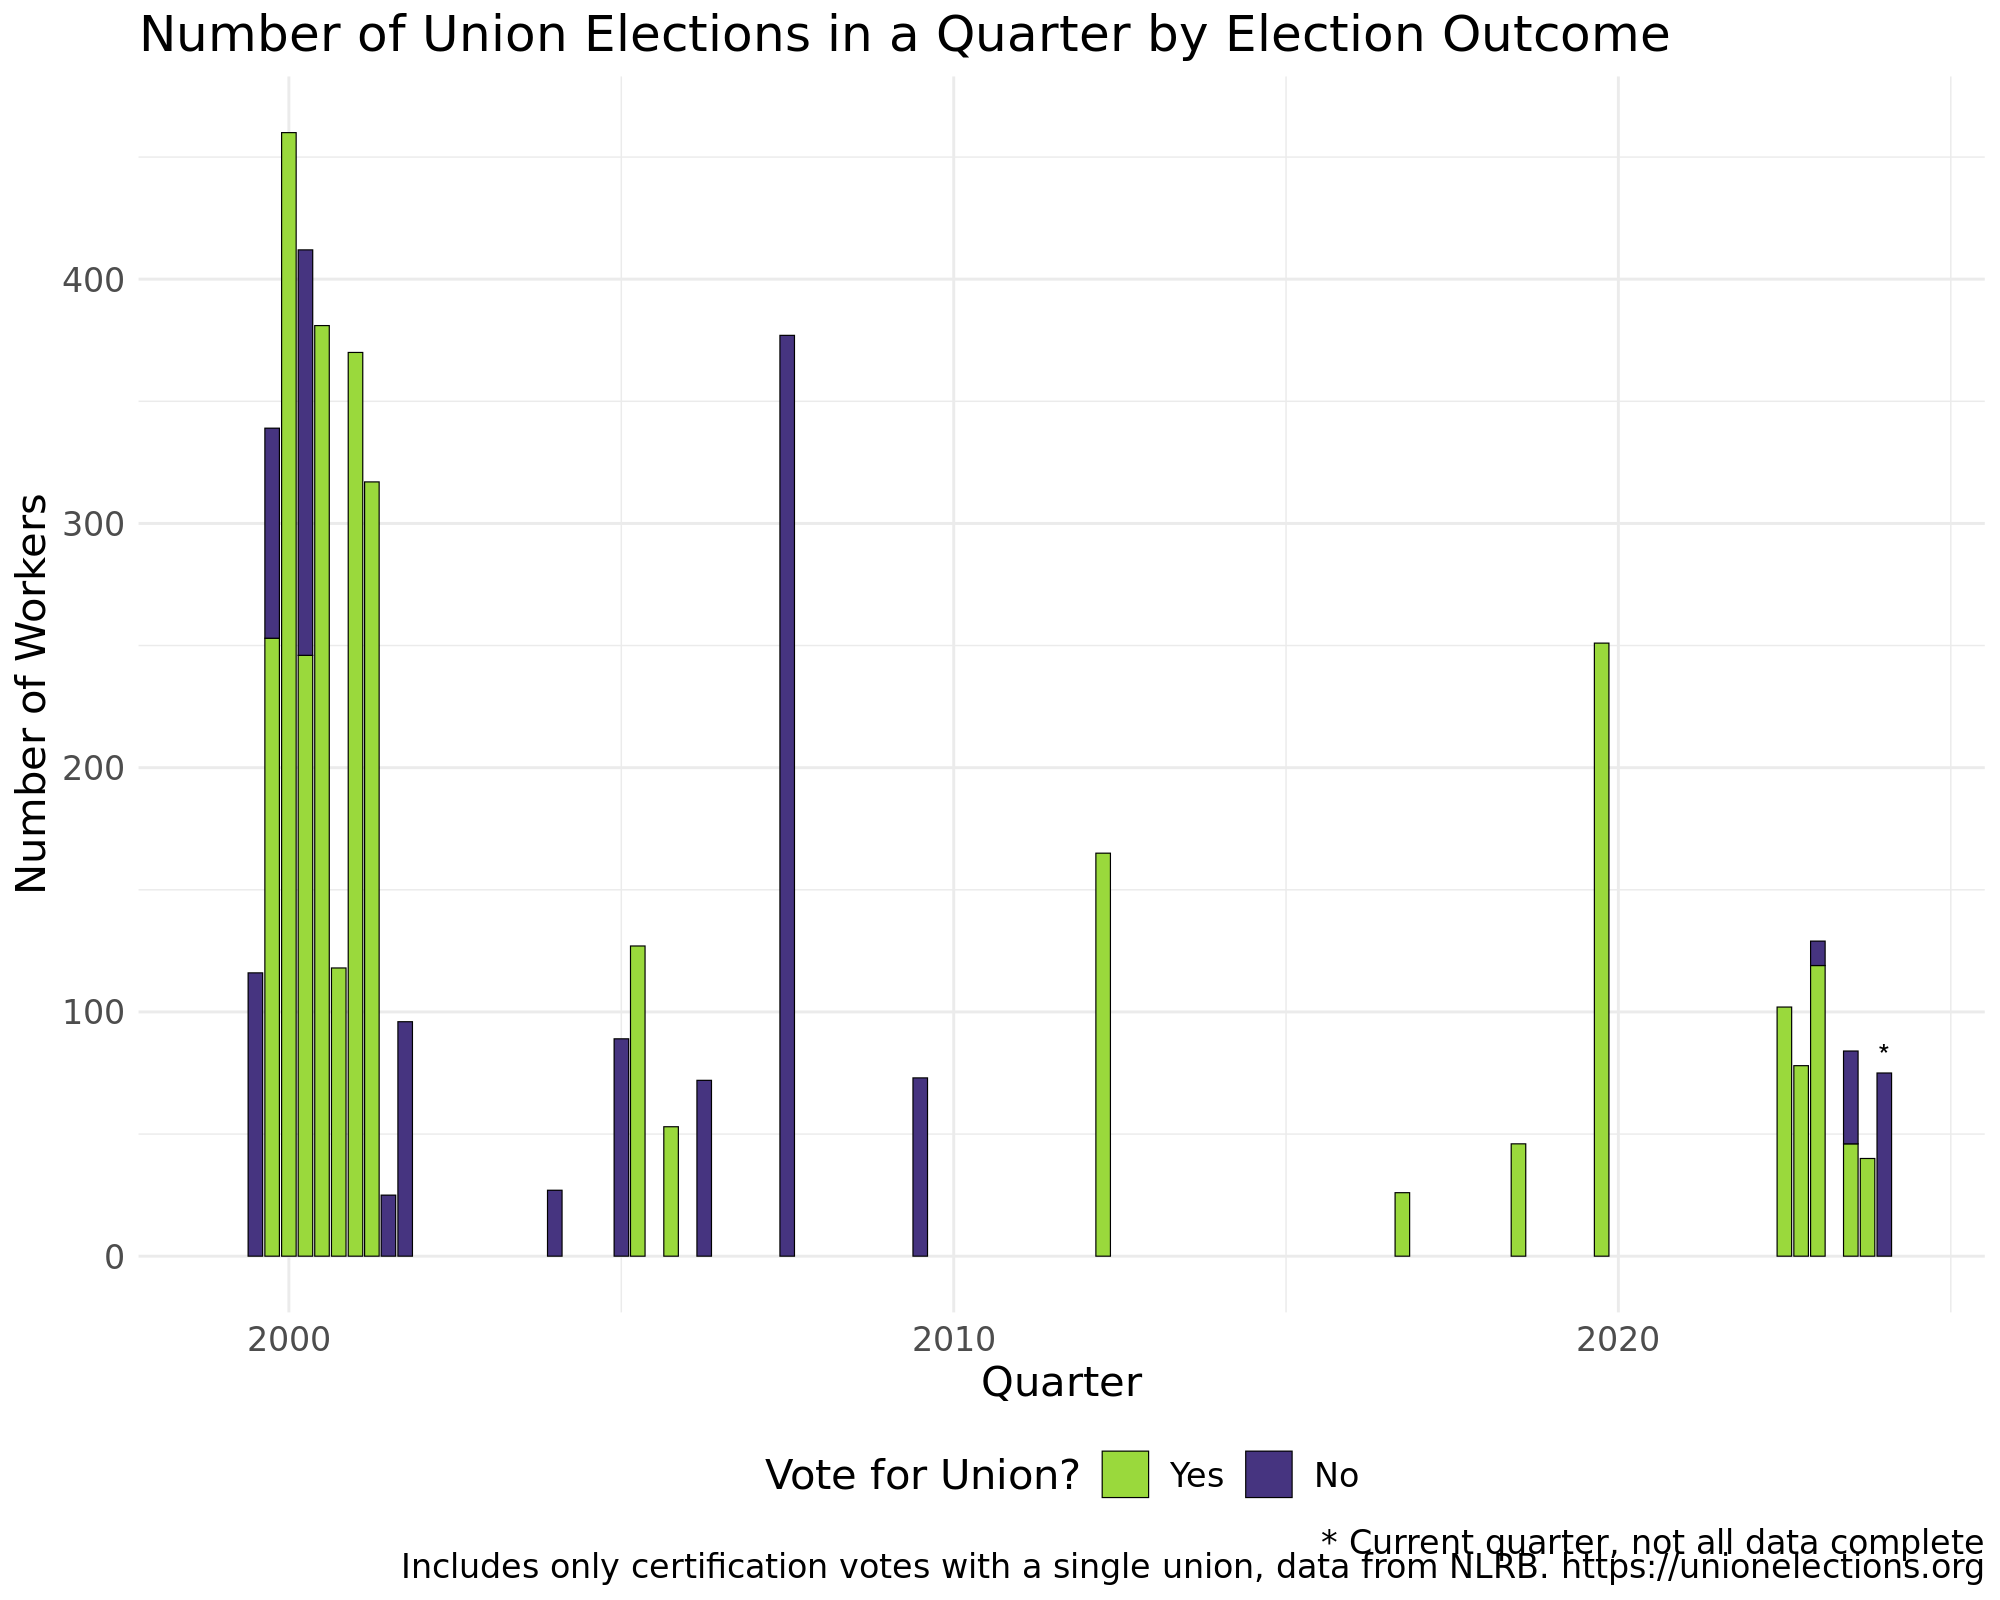 Number of Union Elections in a Quarter by Election Outcome
Number of Workers
400
300
200
100
0
*
2000 2010 2020
Quarter
Vote for Union? Yes No
* Current quarter, not all data complete
Includes only certification votes with a single union, data from NLRB. https://unionelections.org